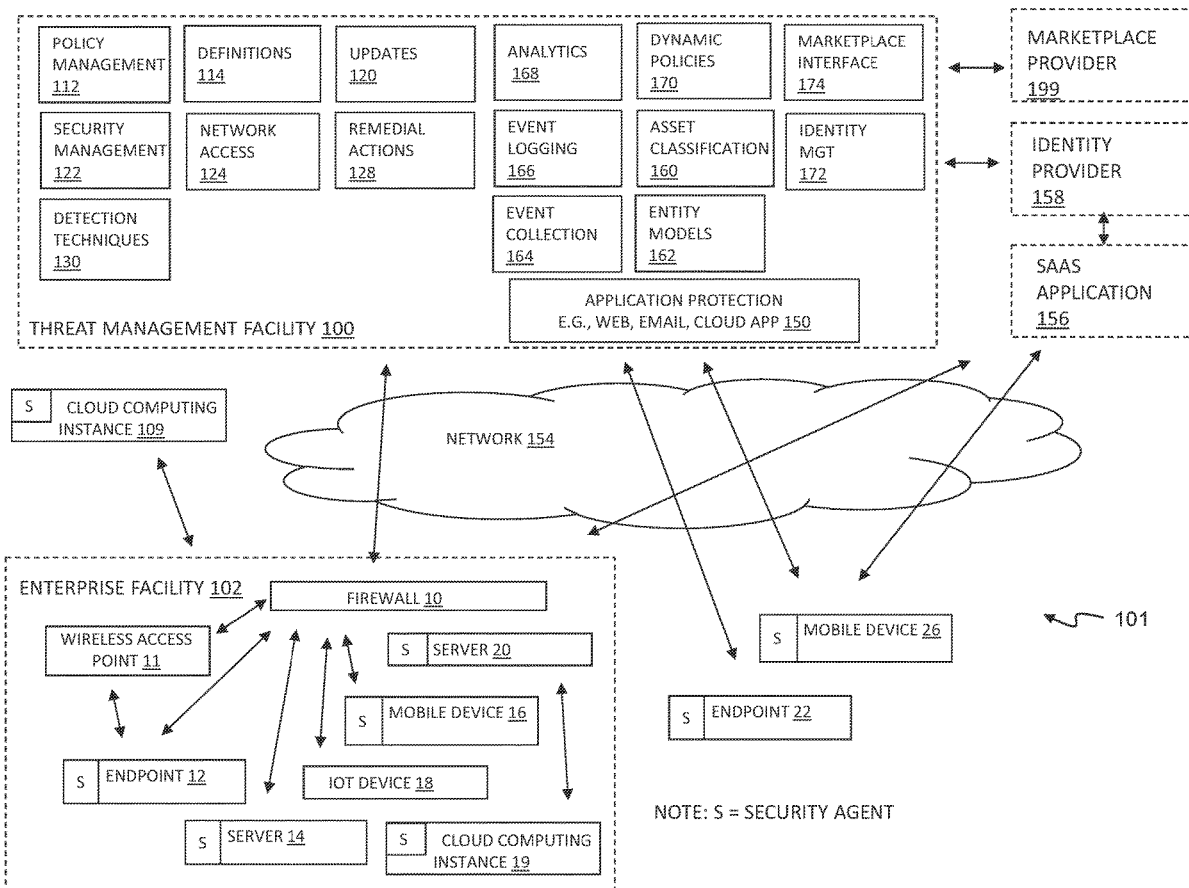 POLICY
MANAGEMENT
112
DEFINITIONS
114
UPDATES
120
ANALYTICS
168
DYNAMIC
POLICIES
170
MARKETPLACE
INTERFACE
174
MARKETPLACE
PROVIDER
199
SECURITY
MANAGEMENT
122
NETWORK
ACCESS
124
REMEDIAL
ACTIONS
128
EVENT
LOGGING
166
ASSET
CLASSIFICATION
160
IDENTITY
MGT
172
IDENTITY
PROVIDER
158
DETECTION
TECHNIQUES
130
EVENT
COLLECTION
164
ENTITY
MODELS
162
SAAS
APPLICATION
156
APPLICATION PROTECTION
E.G., WEB, EMAIL, CLOUD APP 150
THREAT MANAGEMENT FACILITY 100
S CLOUD COMPUTING
INSTANCE 109
NETWORK 154
ENTERPRISE FACILITY 102
FIREWALL 10
WIRELESS ACCESS
POINT 11
S SERVER 20
S MOBILE DEVICE 26
101
S MOBILE DEVICE 16
S ENDPOINT 22
S ENDPOINT 12
IOT DEVICE 18
NOTE: S = SECURITY AGENT
S SERVER 14
S CLOUD COMPUTING
INSTANCE 19